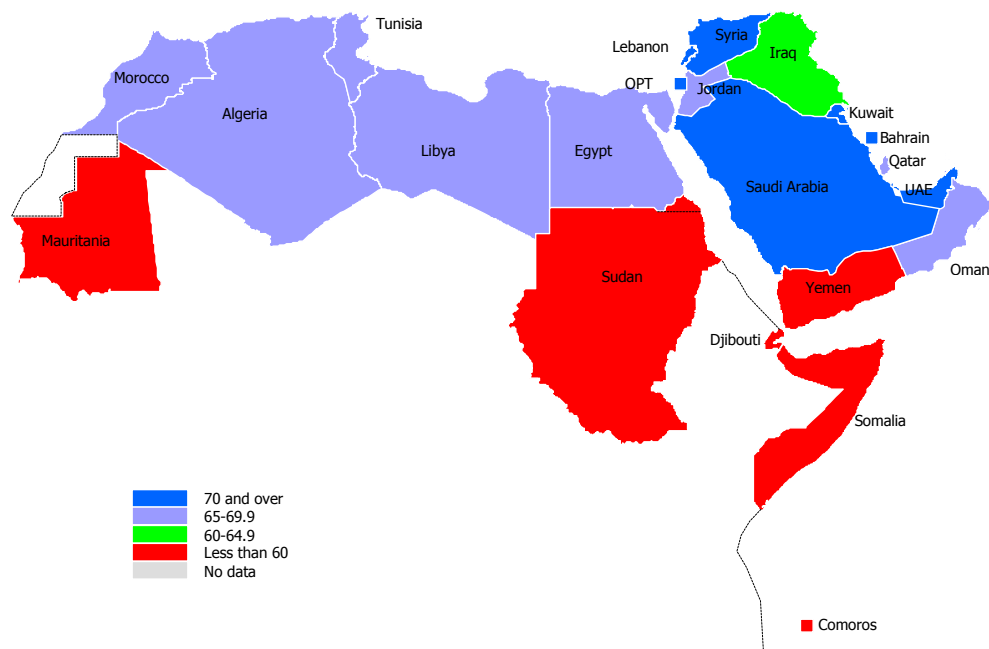 Tunisia
Syria
Lebanon
Iraq
Morocco
OPT
Jordan
Algeria
Kuwait
Bahrain
Libya
Egypt
Qatar
Saudi Arabia
UAE
Mauritania
Oman
Sudan
Yemen
Djibouti
Somalia
70 and over
65-69.9
60-64.9
Less than 60
No data
Comoros